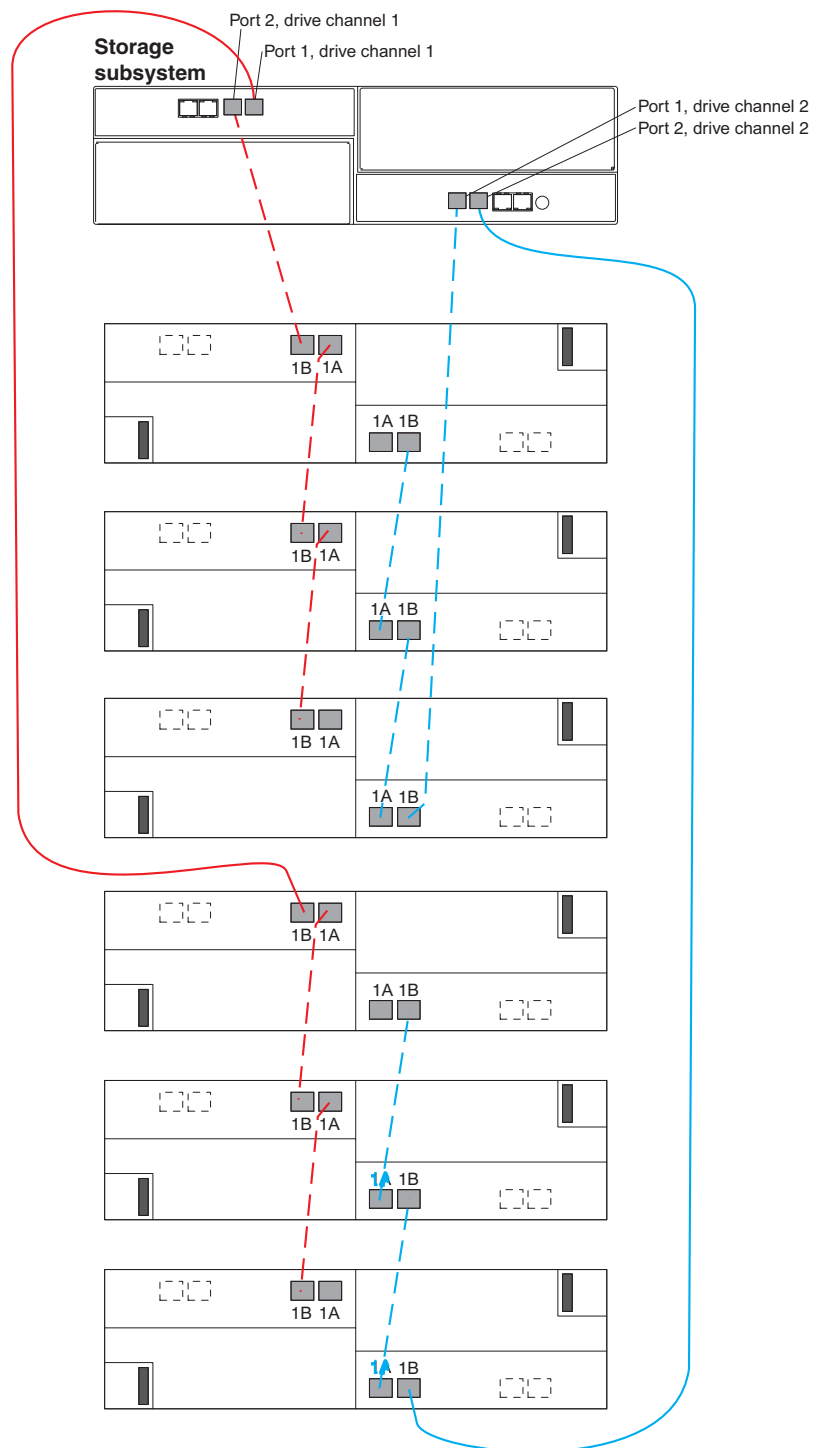 Port 2, drive channel 1
Storage
subsystem
Port 1, drive channel 1
Port 1, drive channel 2
Port 2, drive channel 2
1B 1A
1A 1B
1B 1A
1A 1B
1B 1A
1A 1B
1B 1A
1A 1B
1B 1A
1A 1B
1B 1A
1A 1B